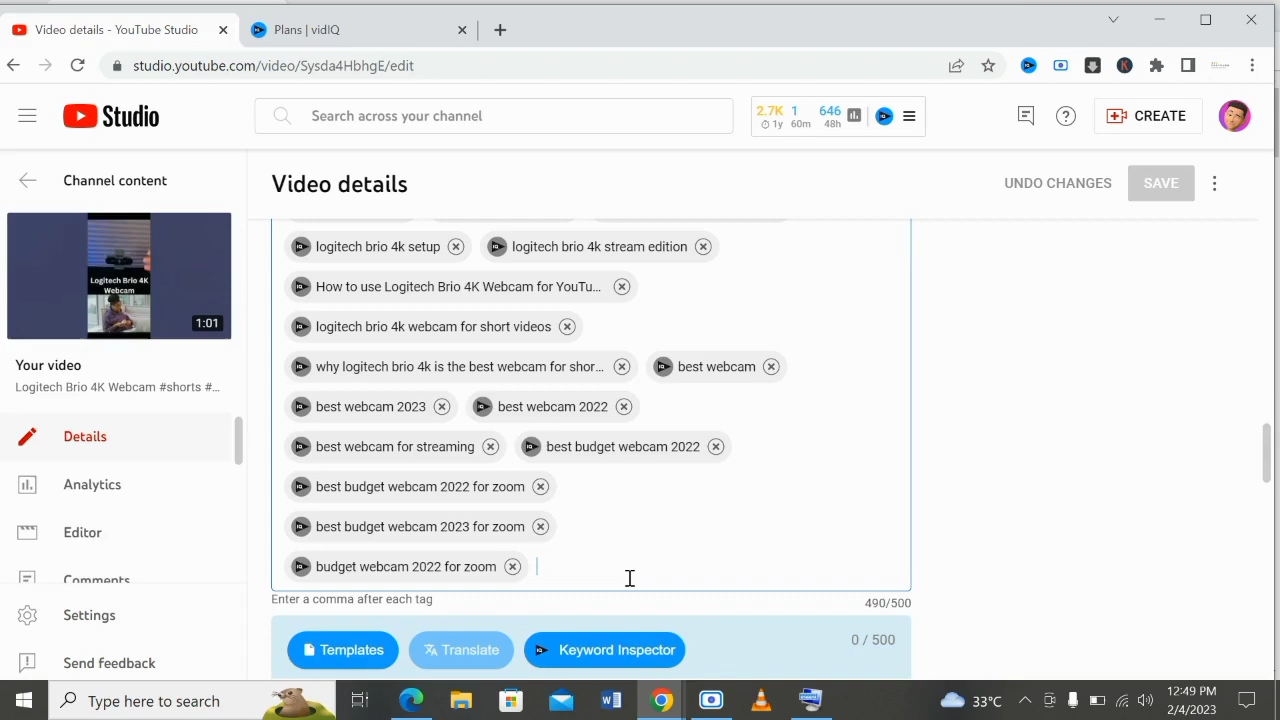 Video details - YouTube Studio
Plans | vidIQ
studio.youtube.com/video/Sysda4HbhgE/edit
Studio
Search across your channel
2.7K 1 646
1y 60m 48h
CREATE
Channel content
Video details
UNDO CHANGES
SAVE
Logitech Brio 4K
Webcam
1:01
Your video
Logitech Brio 4K Webcam #shorts #...
Details
Analytics
Editor
Comments
Settings
Send feedback
logitech brio 4k setup
logitech brio 4k stream edition
How to use Logitech Brio 4K Webcam for YouTu...
logitech brio 4k webcam for short videos
why logitech brio 4k is the best webcam for shor...
best webcam
best webcam 2023
best webcam 2022
best webcam for streaming
best budget webcam 2022
best budget webcam 2022 for zoom
best budget webcam 2023 for zoom
budget webcam 2022 for zoom
Enter a comma after each tag
490/500
Templates
Translate
Keyword Inspector
0 / 500
Type here to search
33°C
12:49 PM
2/4/2023